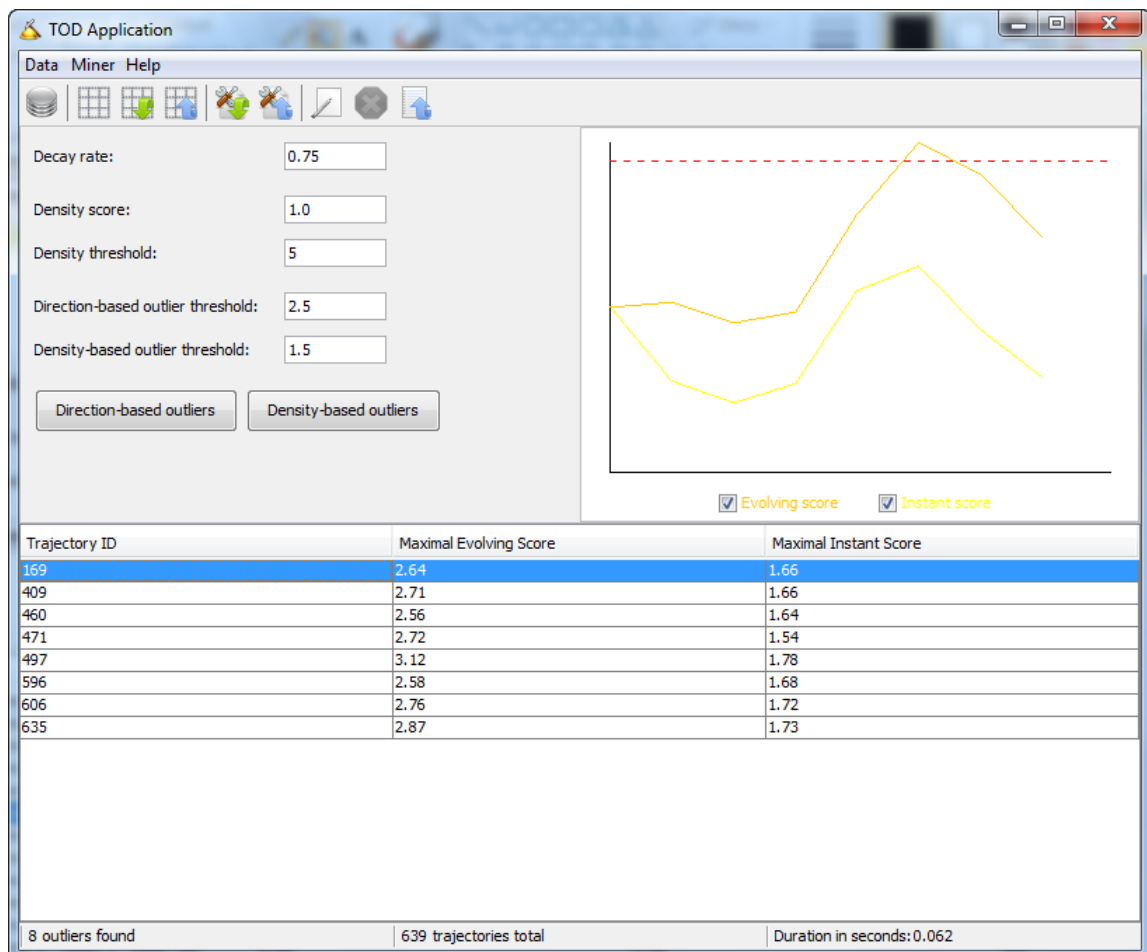 TOD Application
Data Miner Help
Decay rate: 0.75
Density score: 1.0
Density threshold: 5
Direction-based outlier threshold: 2.5
Density-based outlier threshold: 1.5
Direction-based outliers Density-based outliers
Evolving score Instant score
Trajectory ID Maximal Evolving Score Maximal Instant Score
169 2.64 1.66
409 2.71 1.66
460 2.56 1.64
471 2.72 1.54
497 3.12 1.78
596 2.58 1.68
606 2.76 1.72
635 2.87 1.73
8 outliers found 639 trajectories total Duration in seconds:0.062